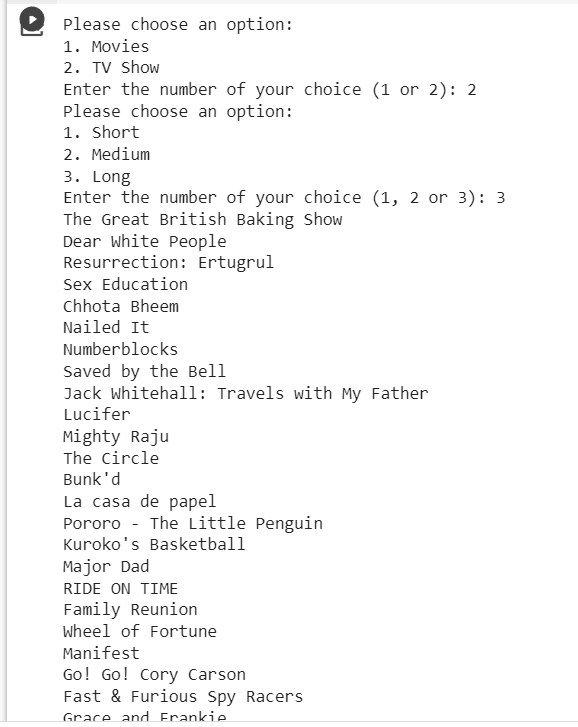 Please choose an option:
1. Movies
2. TV Show
Enter the number of your choice (1 or 2): 2
Please choose an option:
1. Short
2. Medium
3. Long
Enter the number of your choice (1, 2 or 3): 3
The Great British Baking Show
Dear White People
Resurrection: Ertugrul
Sex Education
Chhota Bheem
Nailed It
Numberblocks
Saved by the Bell
Jack Whitehall: Travels with My Father
Lucifer
Mighty Raju
The Circle
Bunk'd
La casa de papel
Pororo - The Little Penguin
Kuroko's Basketball
Major Dad
RIDE ON TIME
Family Reunion
Wheel of Fortune
Manifest
Go! Go! Cory Carson
Fast & Furious Spy Racers
Grace and Frankie